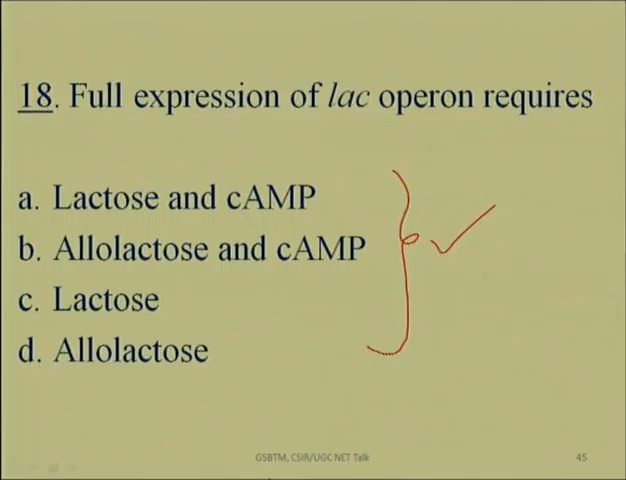 18. Full expression of lac operon requires
a. Lactose and cAMP
b. Allolactose and cAMP
c. Lactose
d. Allolactose
GSBTM, CSIR/UGC NET Talk
45